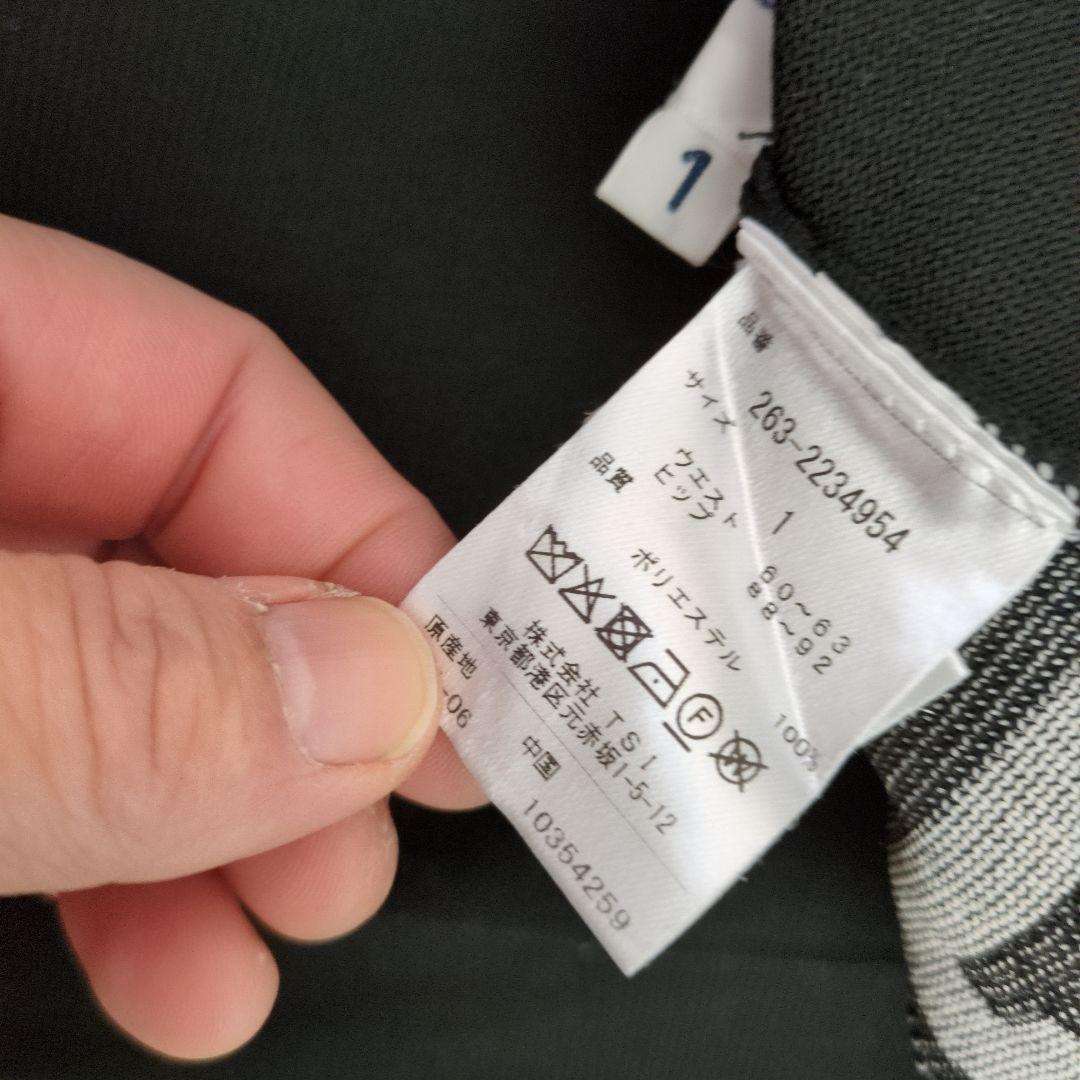 1
品番 263-2234954
サイズ 1
ウエスト 60～63
ヒップ 88～92
品質
ポリエステル 100%
F
W
株式会社 TSI
東京都港区元赤坂1-5-12
原産地 中国
-06 10354259